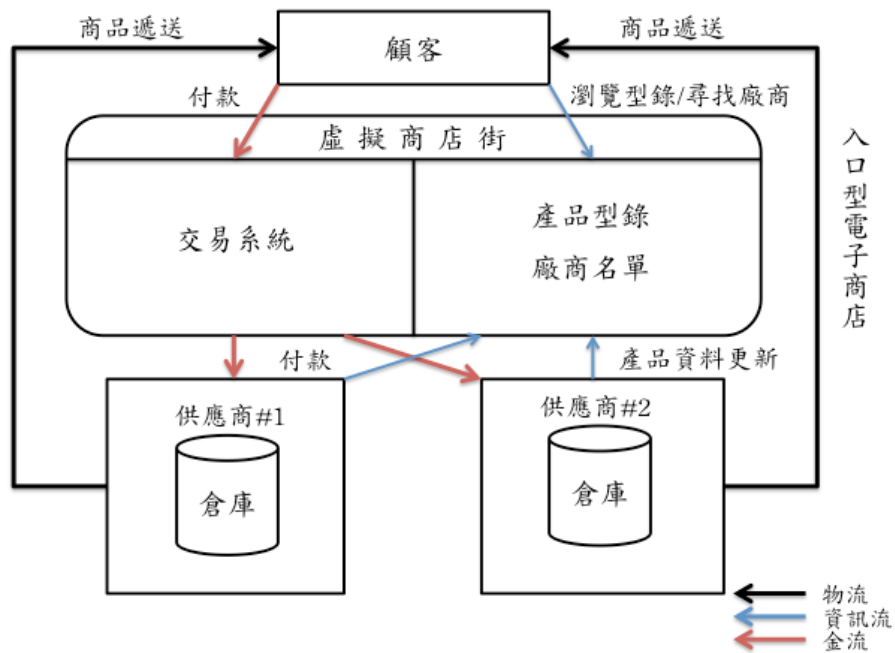 商品遞送
顧客
商品遞送
付款
瀏覽型錄/尋找廠商
虛擬商店街
交易系統
產品型錄
廠商名單
入口型電子商店
付款
產品資料更新
供應商#1
倉庫
供應商#2
倉庫
物流
資訊流
金流